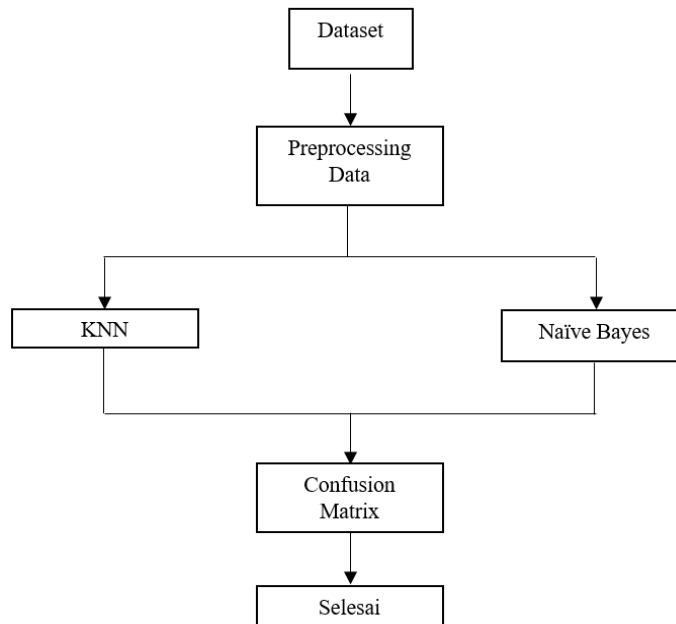 Dataset
Preprocessing
Data
KNN
Naïve Bayes
Confusion
Matrix
Selesai